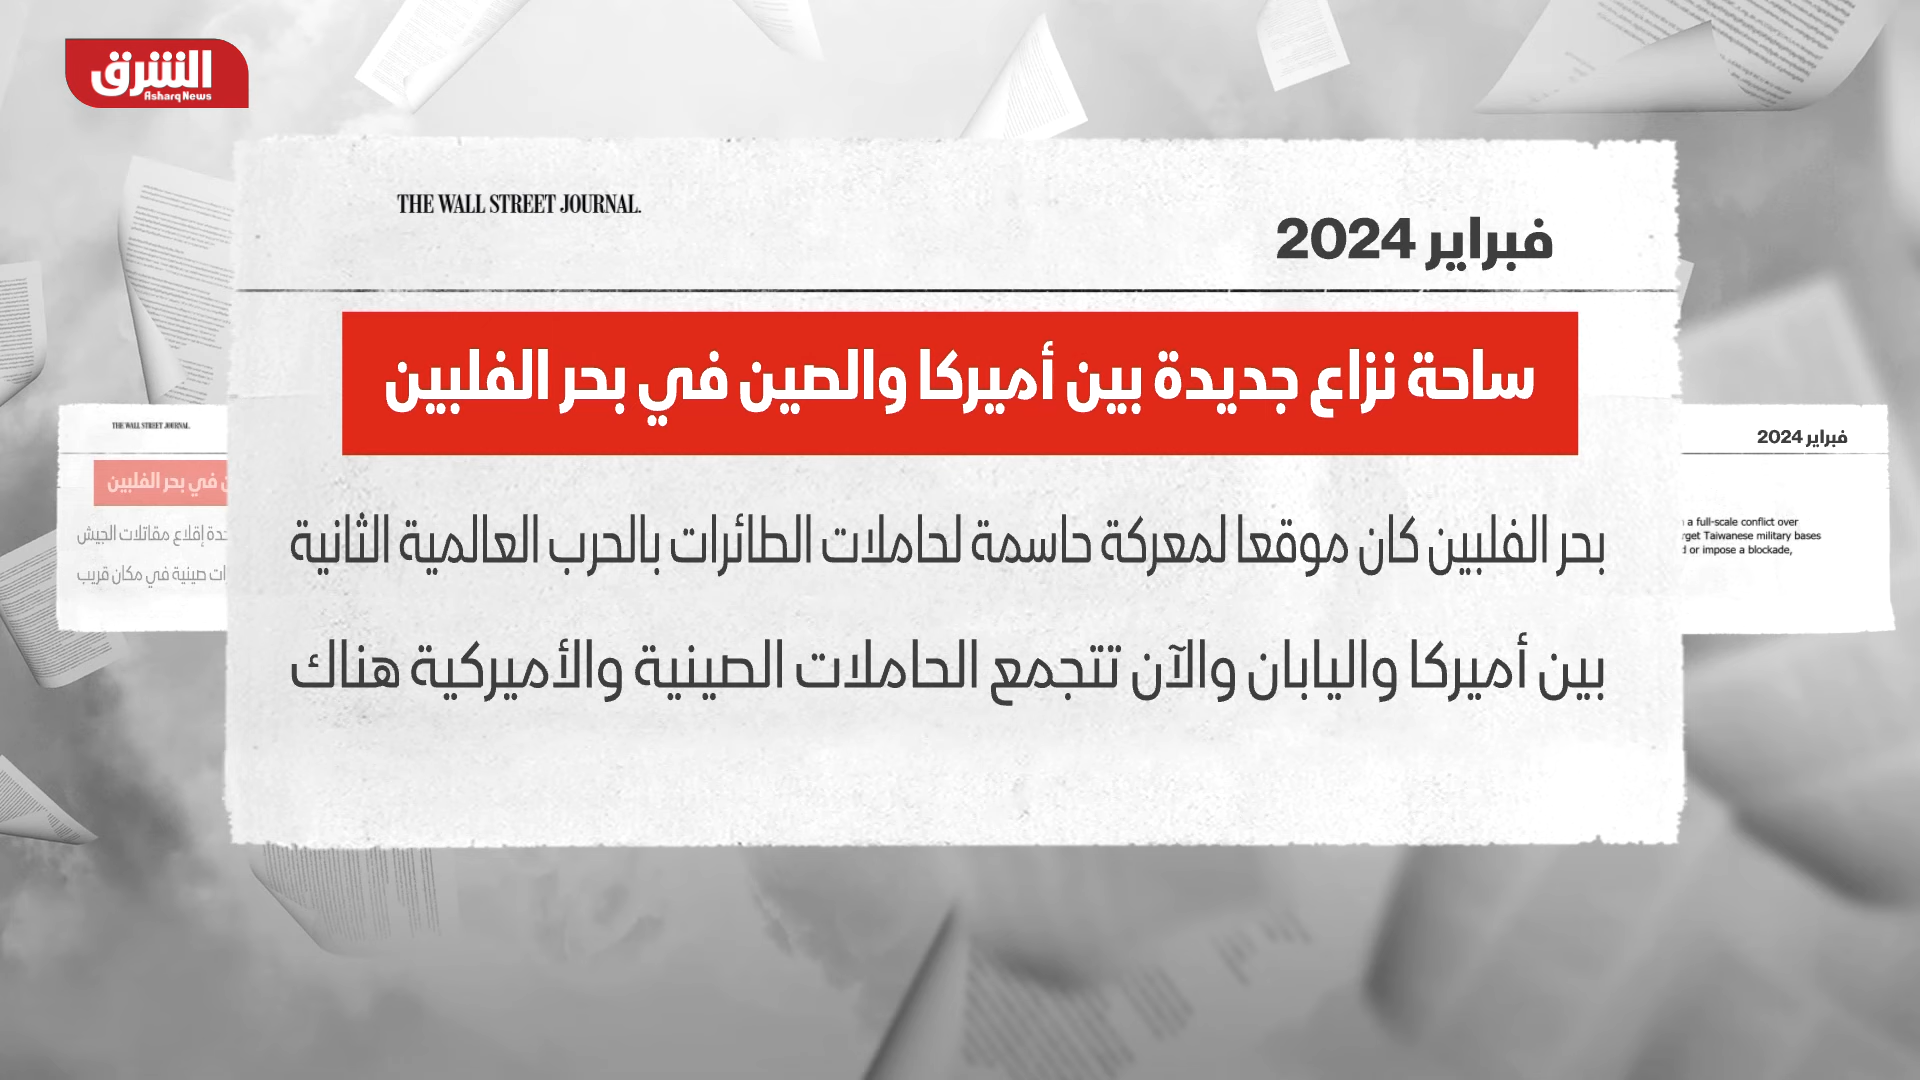 الشرق
Asharq News
THE WALL STREET JOURNAL.
فبراير 2024
ساحة نزاع جديدة بين أميركا والصين في بحر الفلبين
بحر الفلبين كان موقعا لمعركة حاسمة لحاملات الطائرات بالحرب العالمية الثانية
بين أميركا واليابان والآن تتجمع الحاملات الصينية والأميركية هناك
THE WALL STREET JOURNAL.
في بحر الفلبين
إقلاع مقاتلات الجيش
صينية في مكان قريب
فبراير 2024
a full-scale conflict over
Taiwanese military bases
or impose a blockade,